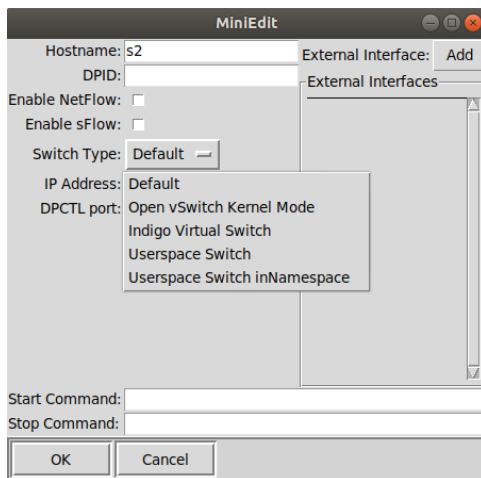 MiniEdit
Hostname: s2
External Interface: Add
DPID:
External Interfaces
Enable NetFlow:
Enable sFlow:
Switch Type: Default
IP Address:
DPCTL port:
Default
Open vSwitch Kernel Mode
Indigo Virtual Switch
Userspace Switch
Userspace Switch inNamespace
Start Command:
Stop Command:
OK Cancel